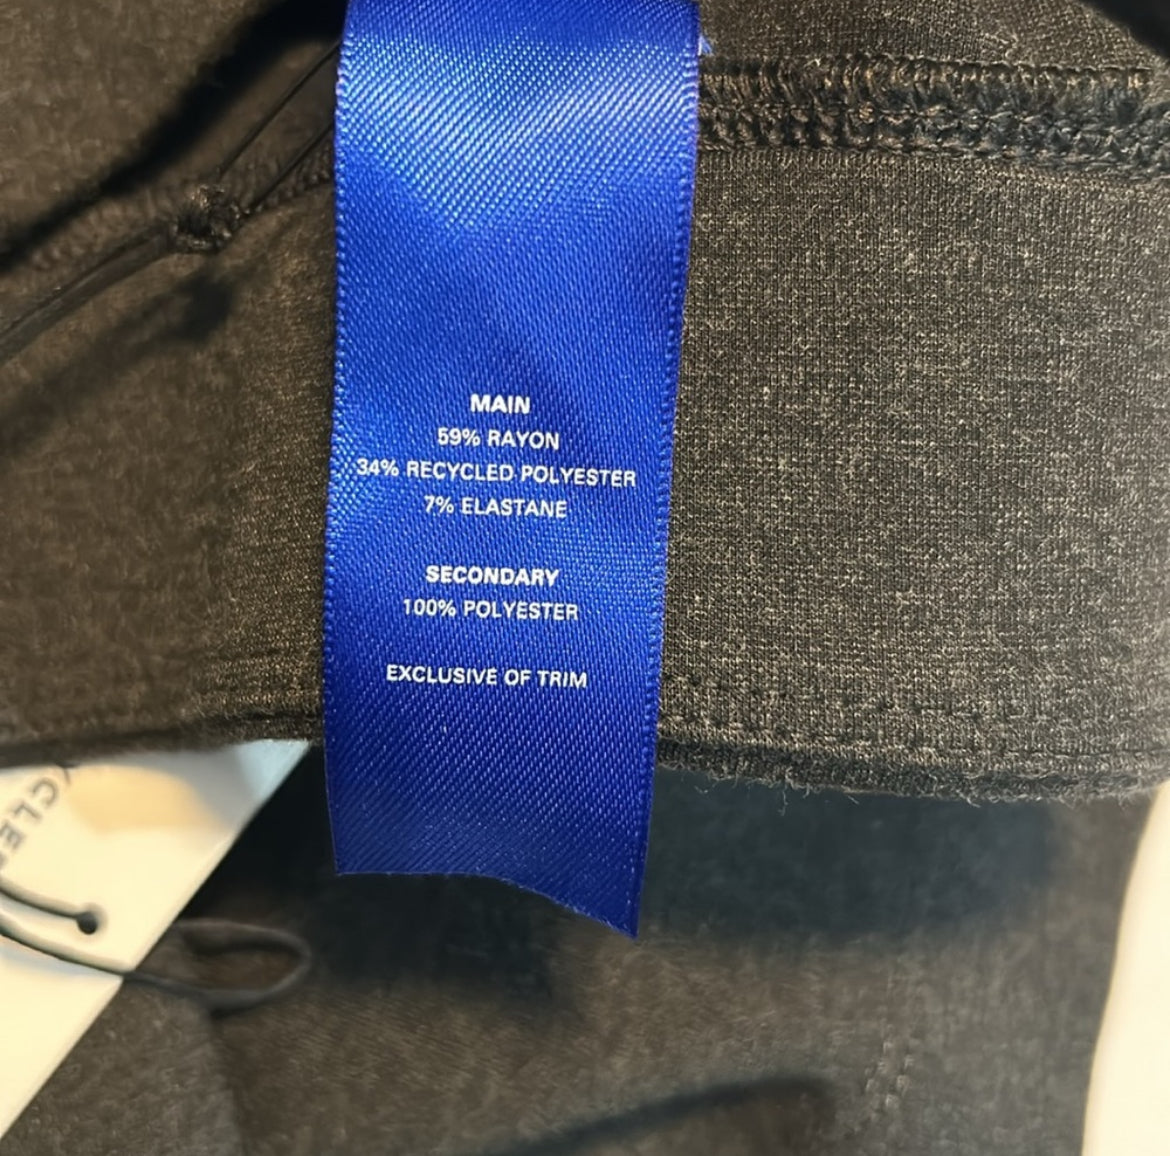 MAIN
59% RAYON
34% RECYCLED POLYESTER
7% ELASTANE
SECONDARY
100% POLYESTER
EXCLUSIVE OF TRIM